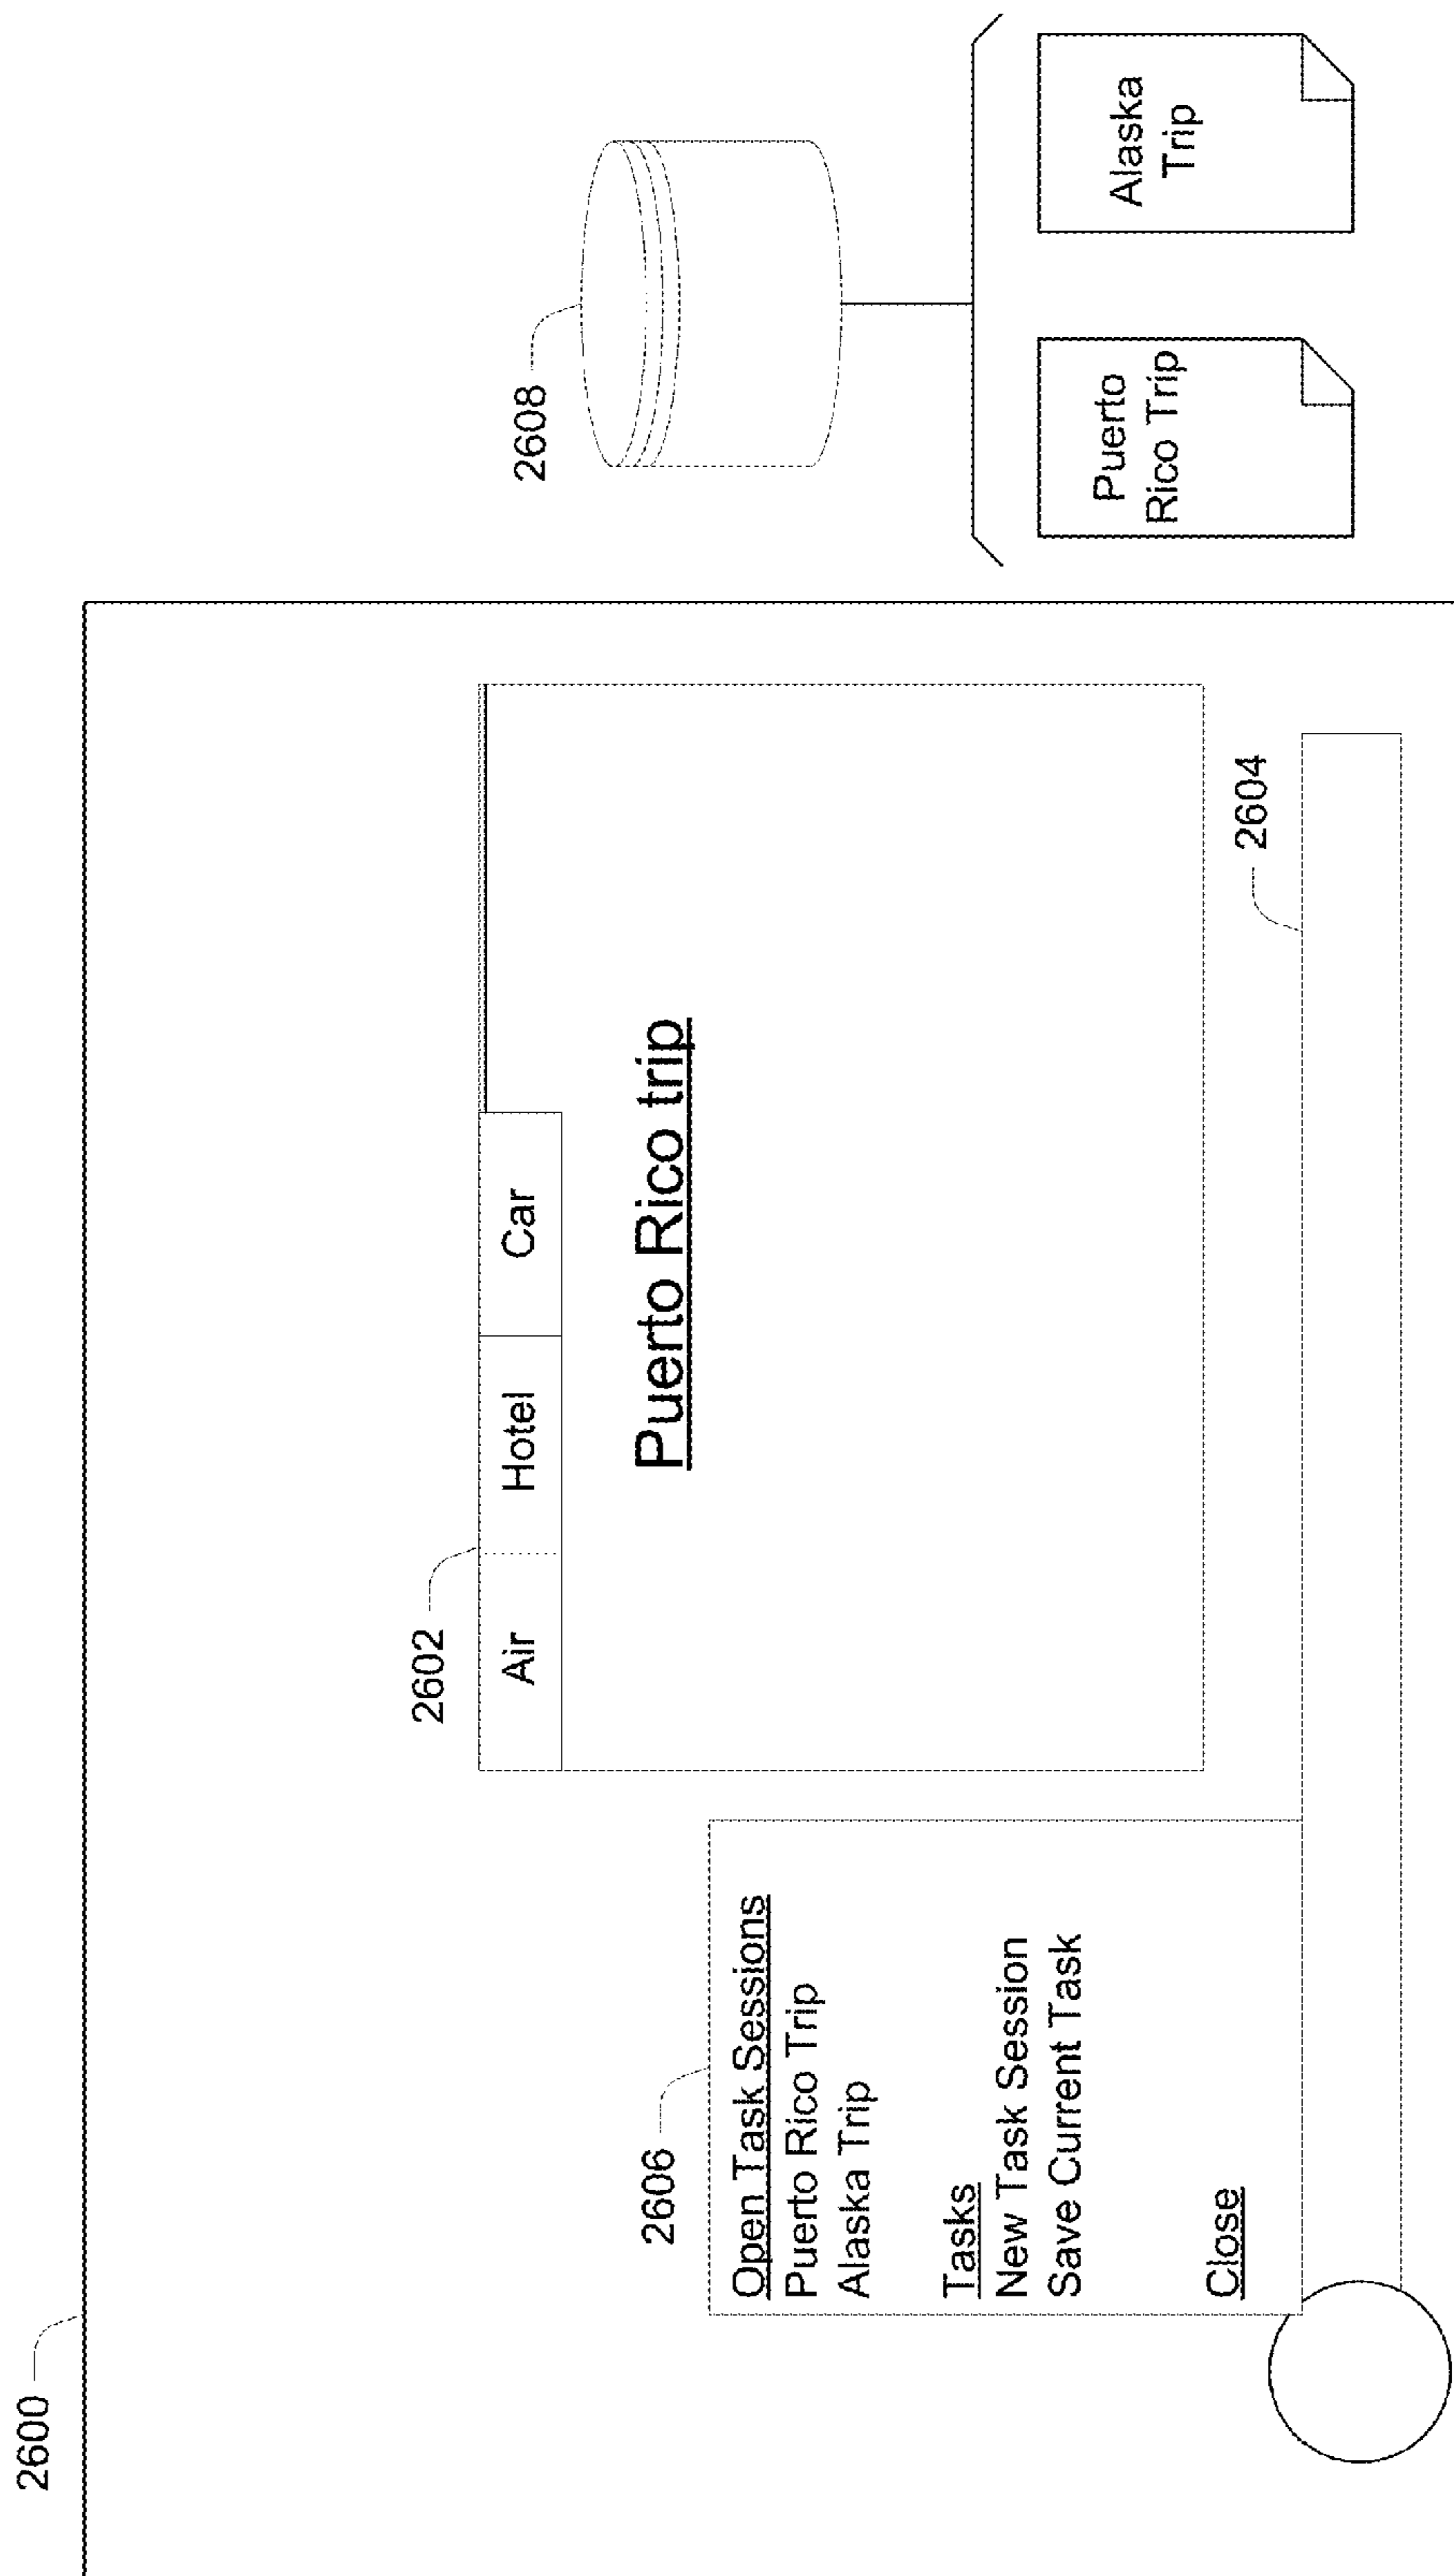 2600
2602
Air
Hotel
Car
Puerto Rico trip
2606
Open Task Sessions
Puerto Rico Trip
Alaska Trip
Tasks
New Task Session
Save Current Task
Close
2604
2608
Puerto
Rico Trip
Alaska
Trip